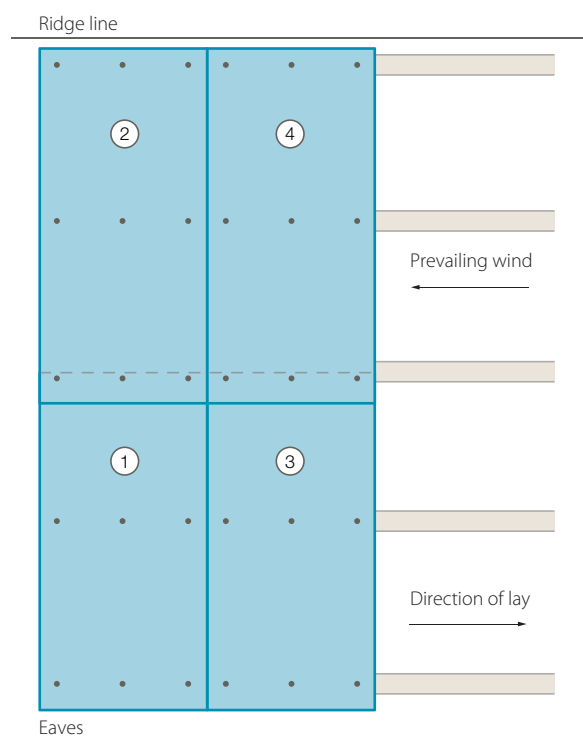 Ridge line
2
4
Prevailing wind
1
3
Direction of lay
Eaves